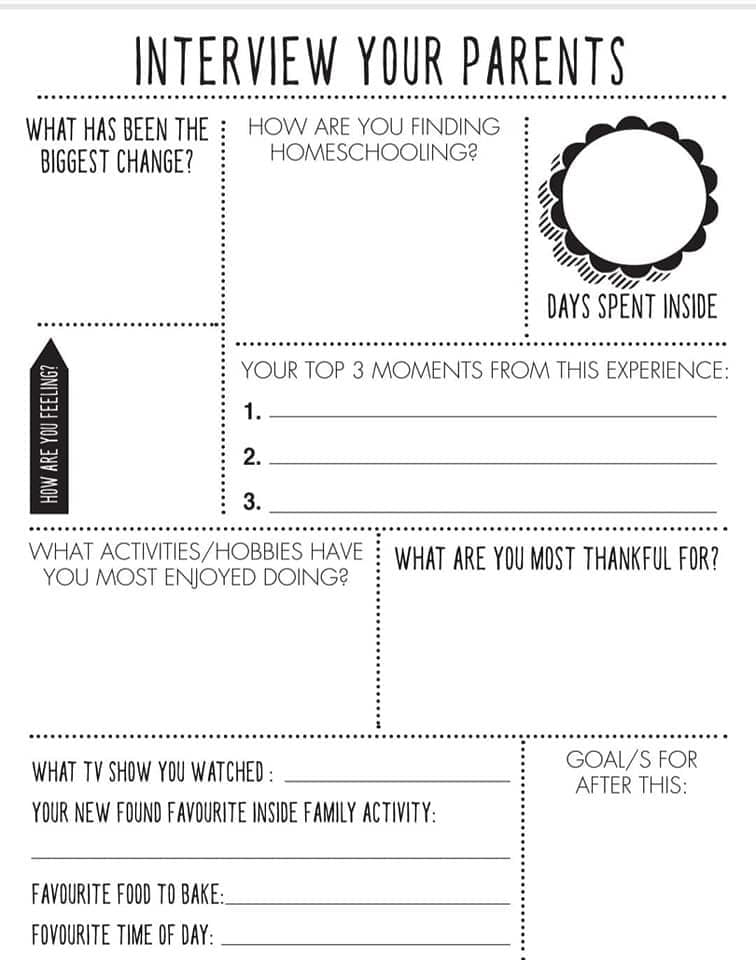 INTERVIEW YOUR PARENTS
WHAT HAS BEEN THE
BIGGEST CHANGE?
HOW ARE YOU FINDING
HOMESCHOOLING?
DAYS SPENT INSIDE
HOW ARE YOU FEELING?
YOUR TOP 3 MOMENTS FROM THIS EXPERIENCE:
1.
2.
3.
WHAT ACTIVITIES/HOBBIES HAVE
YOU MOST ENJOYED DOING?
WHAT ARE YOU MOST THANKFUL FOR?
WHAT TV SHOW YOU WATCHED :
YOUR NEW FOUND FAVOURITE INSIDE FAMILY ACTIVITY:
FAVOURITE FOOD TO BAKE:
FOVOURITE TIME OF DAY:
GOAL/S FOR
AFTER THIS: